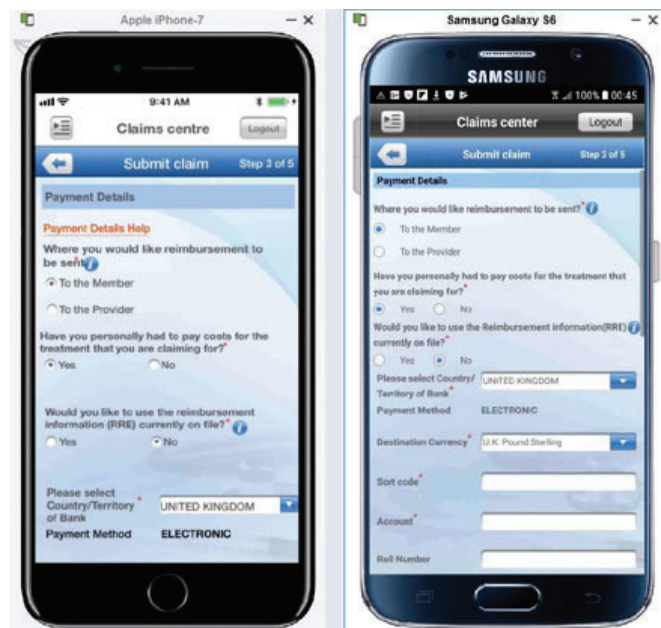 Apple iPhone-7
9:41 AM
Claims centre
Logout
Submit claim
Step 3 of 5
Payment Details
Payment Details Help
Where you would like reimbursement to
be sent*
To the Member
To the Provider
Have you personally had to pay costs for the
treatment that you are claiming for?*
Yes
No
Would you like to use the reimbursement
information (RRE) currently on file?*
Yes
No
Please select
Country/Territory *
of Bank
UNITED KINGDOM
Payment Method
ELECTRONIC
Samsung Galaxy S6
SAMSUNG
100%
00:45
Claims center
Logout
Submit claim
Step 3 of 5
Payment Details
Where you would like reimbursement to be sent?*
To the Member
To the Provider
Have you personally had to pay costs for the treatment that
you are claiming for?*
Yes
No
Would you like to use the Reimbursement information(RRE)
currently on file?*
Yes
No
Please select Country/
Territory of Bank*
UNITED KINGDOM
Payment Method
ELECTRONIC
Destination Currency*
U.K. Pound Sterling
Sort code*
Account*
Roll Number